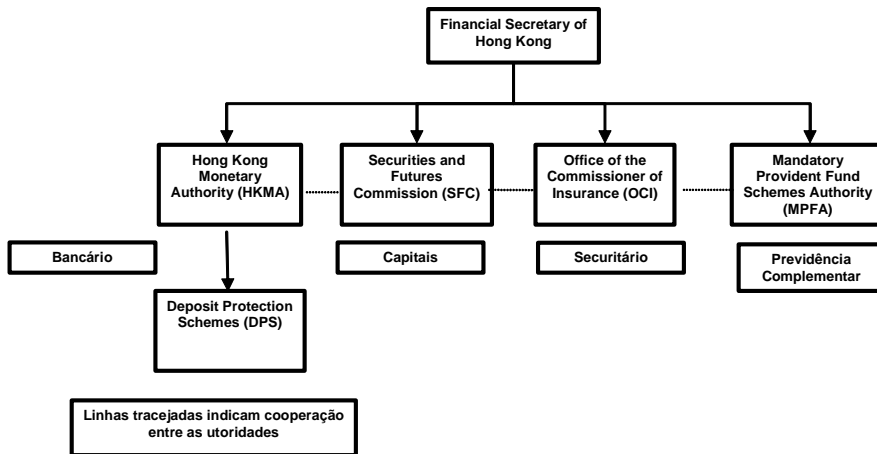 Financial Secretary of
Hong Kong
Hong Kong
Monetary
Authority (HKMA)
Securities and
Futures
Commission (SFC)
Office of the
Commissioner of
Insurance (OCI)
Mandatory
Provident Fund
Schemes Authority
(MPFA)
Bancário
Capitais
Securitário
Previdência
Complementar
Deposit Protection
Schemes (DPS)
Linhas tracejadas indicam cooperação
entre as utoridades